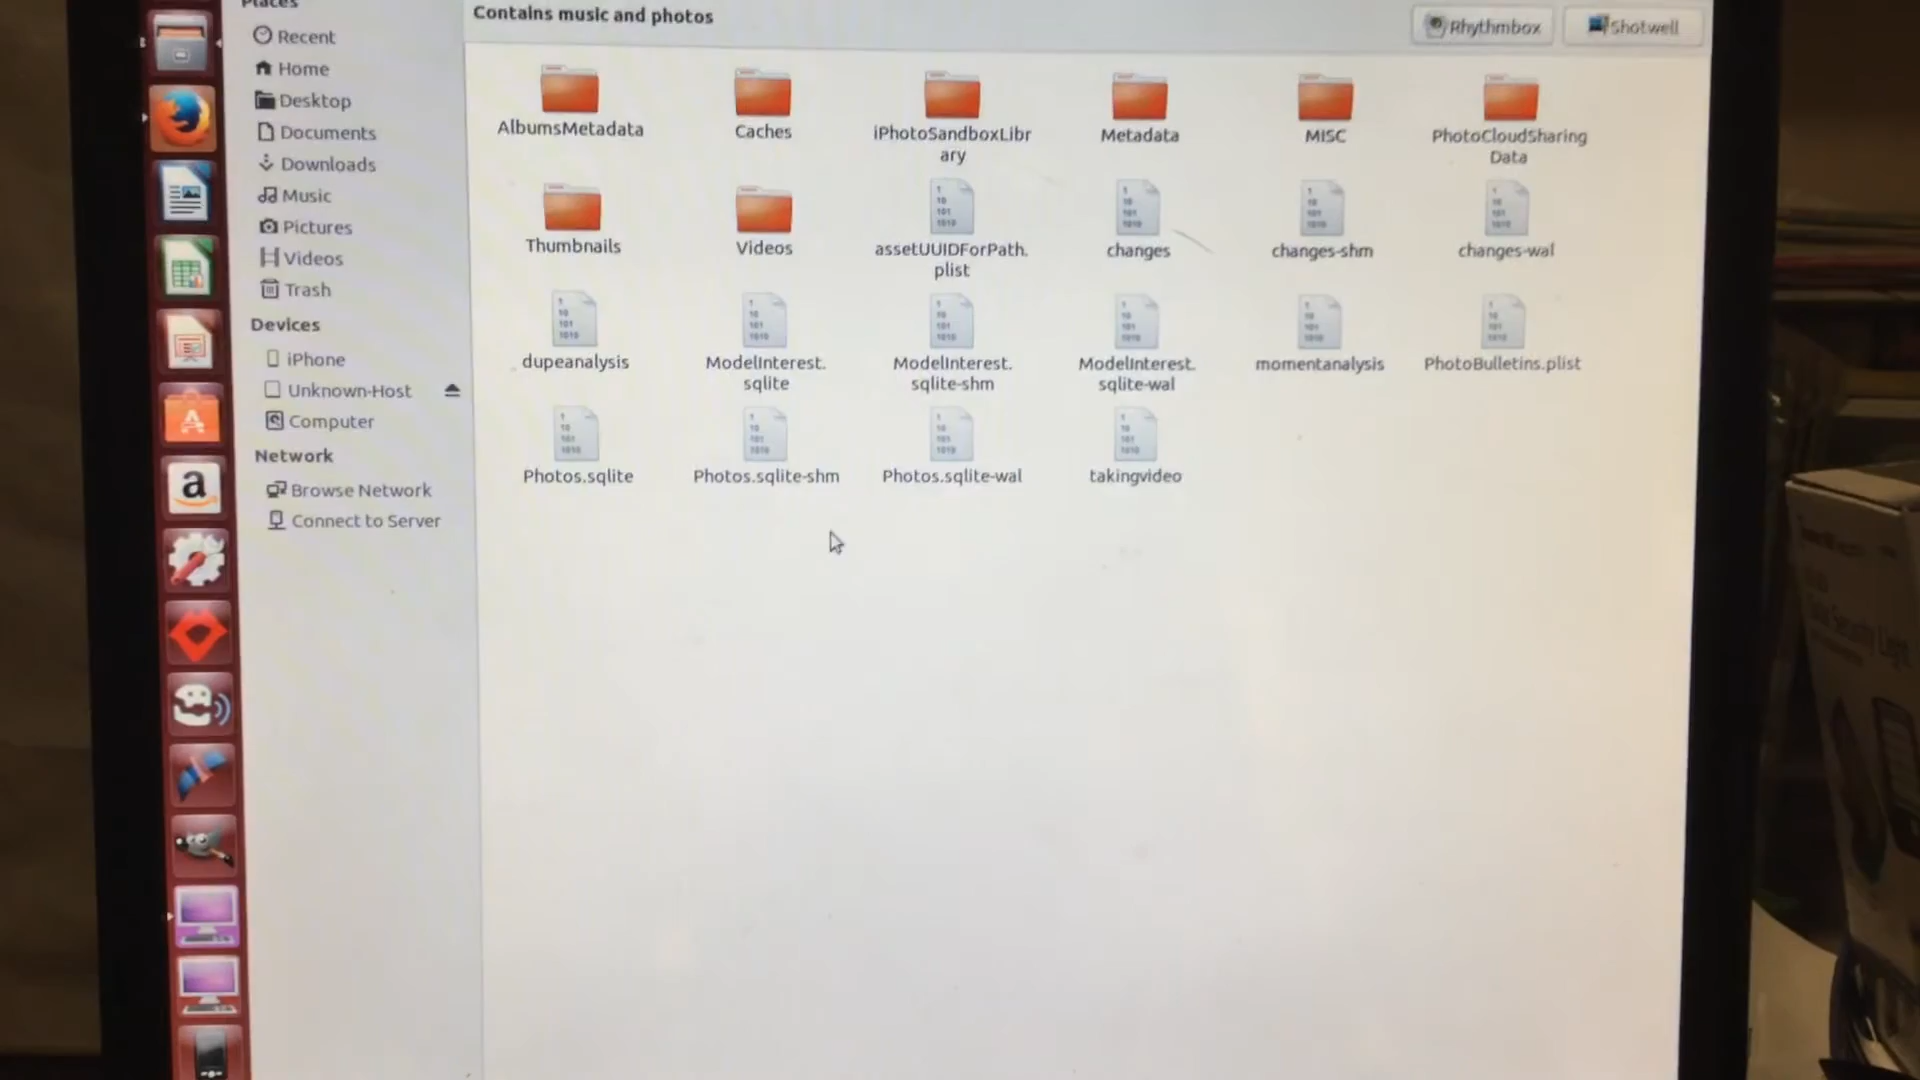 Places
Contains music and photos
Rhythmbox
Shotwell
Recent
Home
Desktop
Documents
Downloads
Music
Pictures
Videos
Trash
Devices
iPhone
Unknown-Host
Computer
Network
Browse Network
Connect to Server
AlbumsMetadata
Caches
iPhotoSandboxLibr
ary
Metadata
MISC
PhotoCloudSharing
Data
Thumbnails
Videos
assetUUIDForPath.
plist
changes
changes-shm
changes-wal
dupeanalysis
ModelInterest.
sqlite
ModelInterest.
sqlite-shm
ModelInterest.
sqlite-wal
momentanalysis
PhotoBulletins.plist
Photos.sqlite
Photos.sqlite-shm
Photos.sqlite-wal
takingvideo